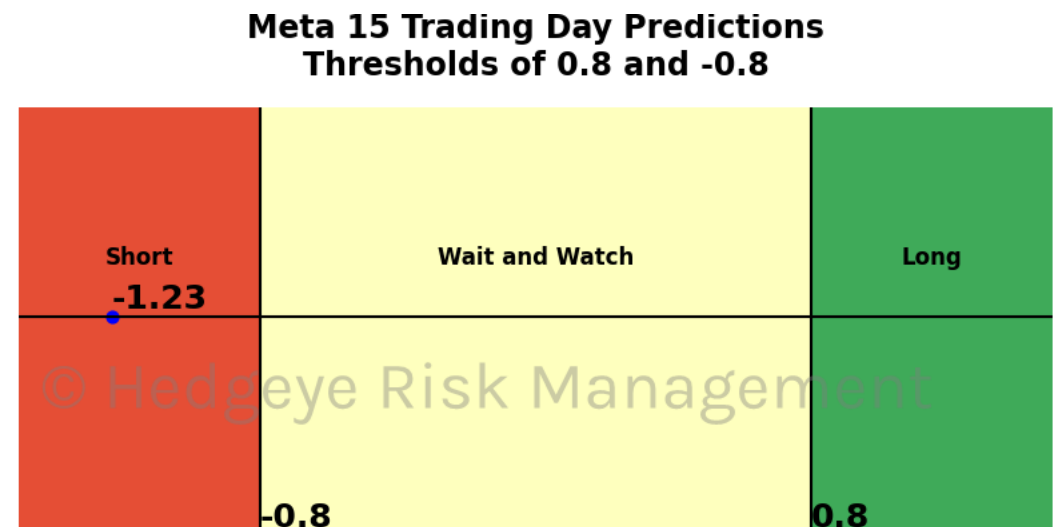 Meta 15 Trading Day Predictions
Thresholds of 0.8 and -0.8
Short
Wait and Watch
Long
-1.23
© Hedgeye Risk Management
-0.8
0.8